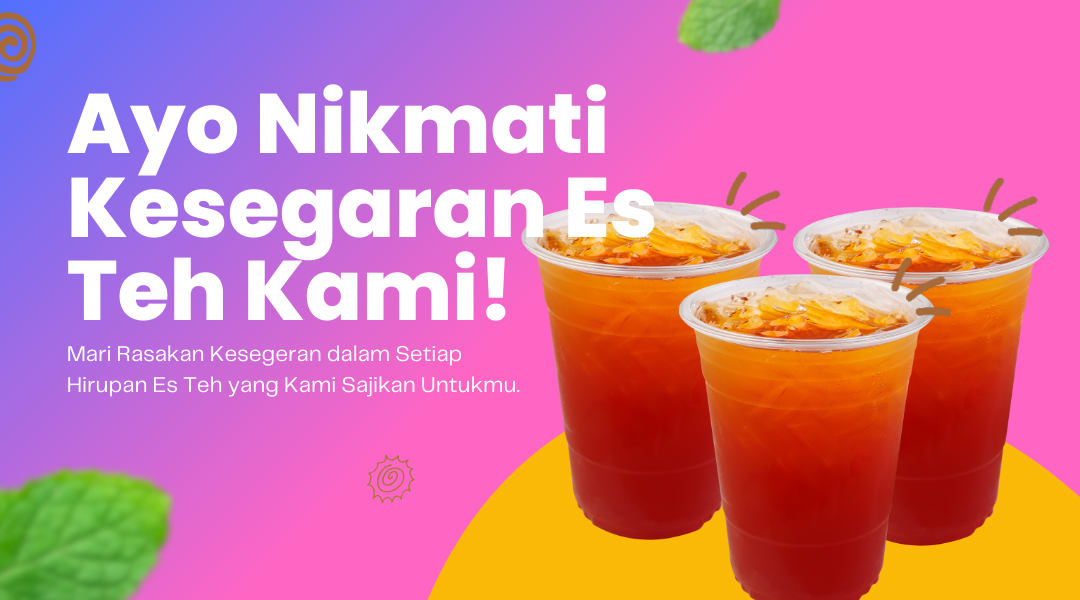 Ayo Nikmati
Kesegaran Es
Teh Kami!
Mari Rasakan Kesegeran dalam Setiap
Hirupan Es Teh yang Kami Sajikan Untukmu.